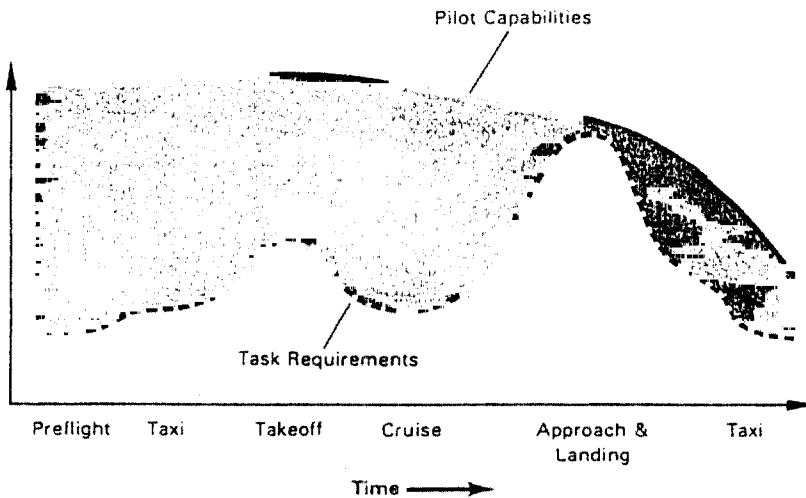 Pilot Capabilities
Task Requirements
Preflight Taxi Takeoff Cruise Approach & Taxi
Landing
Time